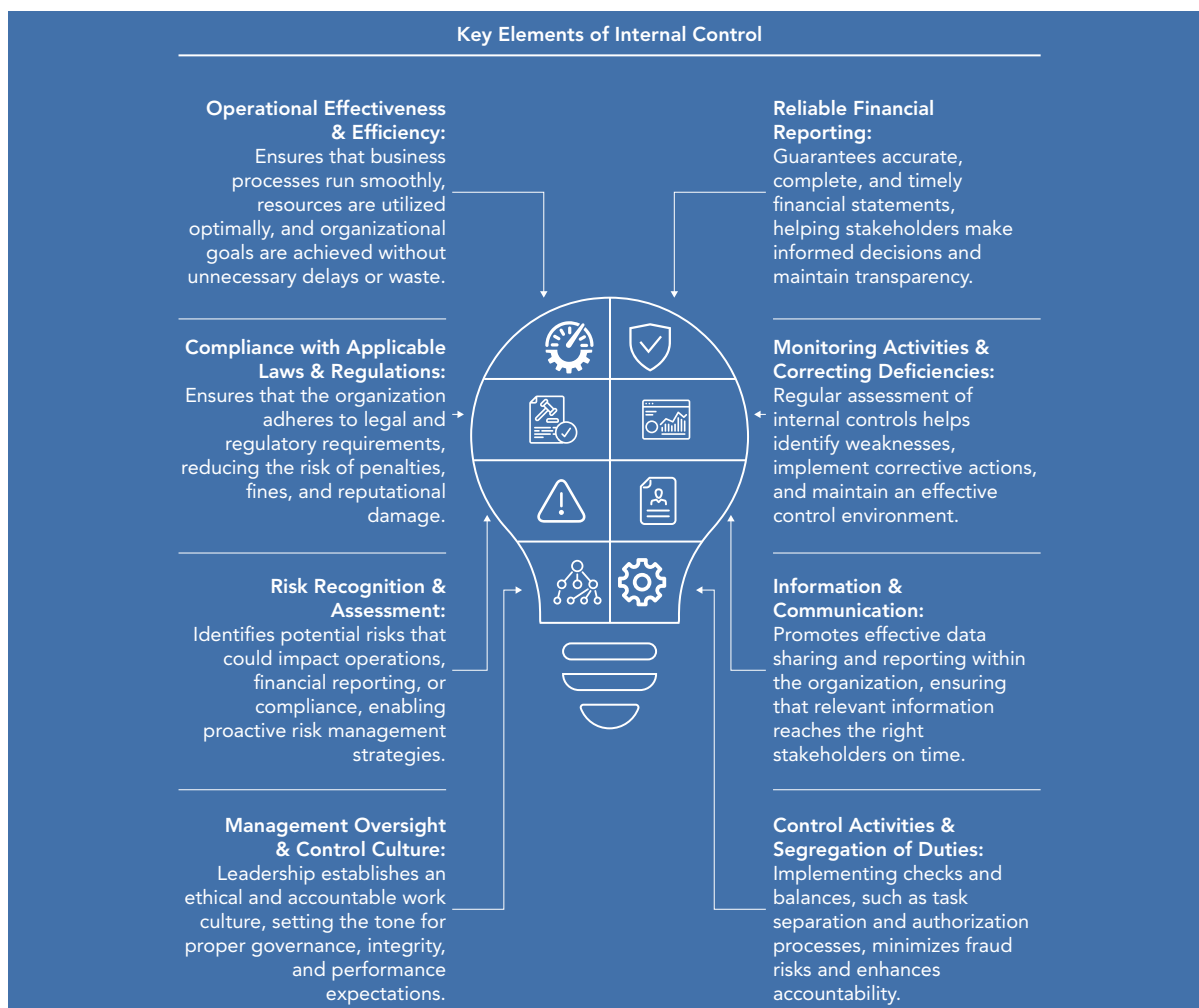 Key Elements of Internal Control
Operational Effectiveness
& Efficiency:
Ensures that business
processes run smoothly,
resources are utilized
optimally, and organizational
goals are achieved without
unnecessary delays or waste.
Compliance with Applicable
Laws & Regulations:
Ensures that the organization
adheres to legal and
regulatory requirements,
reducing the risk of penalties,
fines, and reputational
damage.
Risk Recognition &
Assessment:
Identifies potential risks that
could impact operations,
financial reporting, or
compliance, enabling
proactive risk management
strategies.
Management Oversight
& Control Culture:
Leadership establishes an
ethical and accountable work
culture, setting the tone for
proper governance, integrity,
and performance
expectations.
Reliable Financial
Reporting:
Guarantees accurate,
complete, and timely
financial statements,
helping stakeholders make
informed decisions and
maintain transparency.
Monitoring Activities &
Correcting Deficiencies:
Regular assessment of
internal controls helps
identify weaknesses,
implement corrective actions,
and maintain an effective
control environment.
Information &
Communication:
Promotes effective data
sharing and reporting within
the organization, ensuring
that relevant information
reaches the right
stakeholders on time.
Control Activities &
Segregation of Duties:
Implementing checks and
balances, such as task
separation and authorization
processes, minimizes fraud
risks and enhances
accountability.